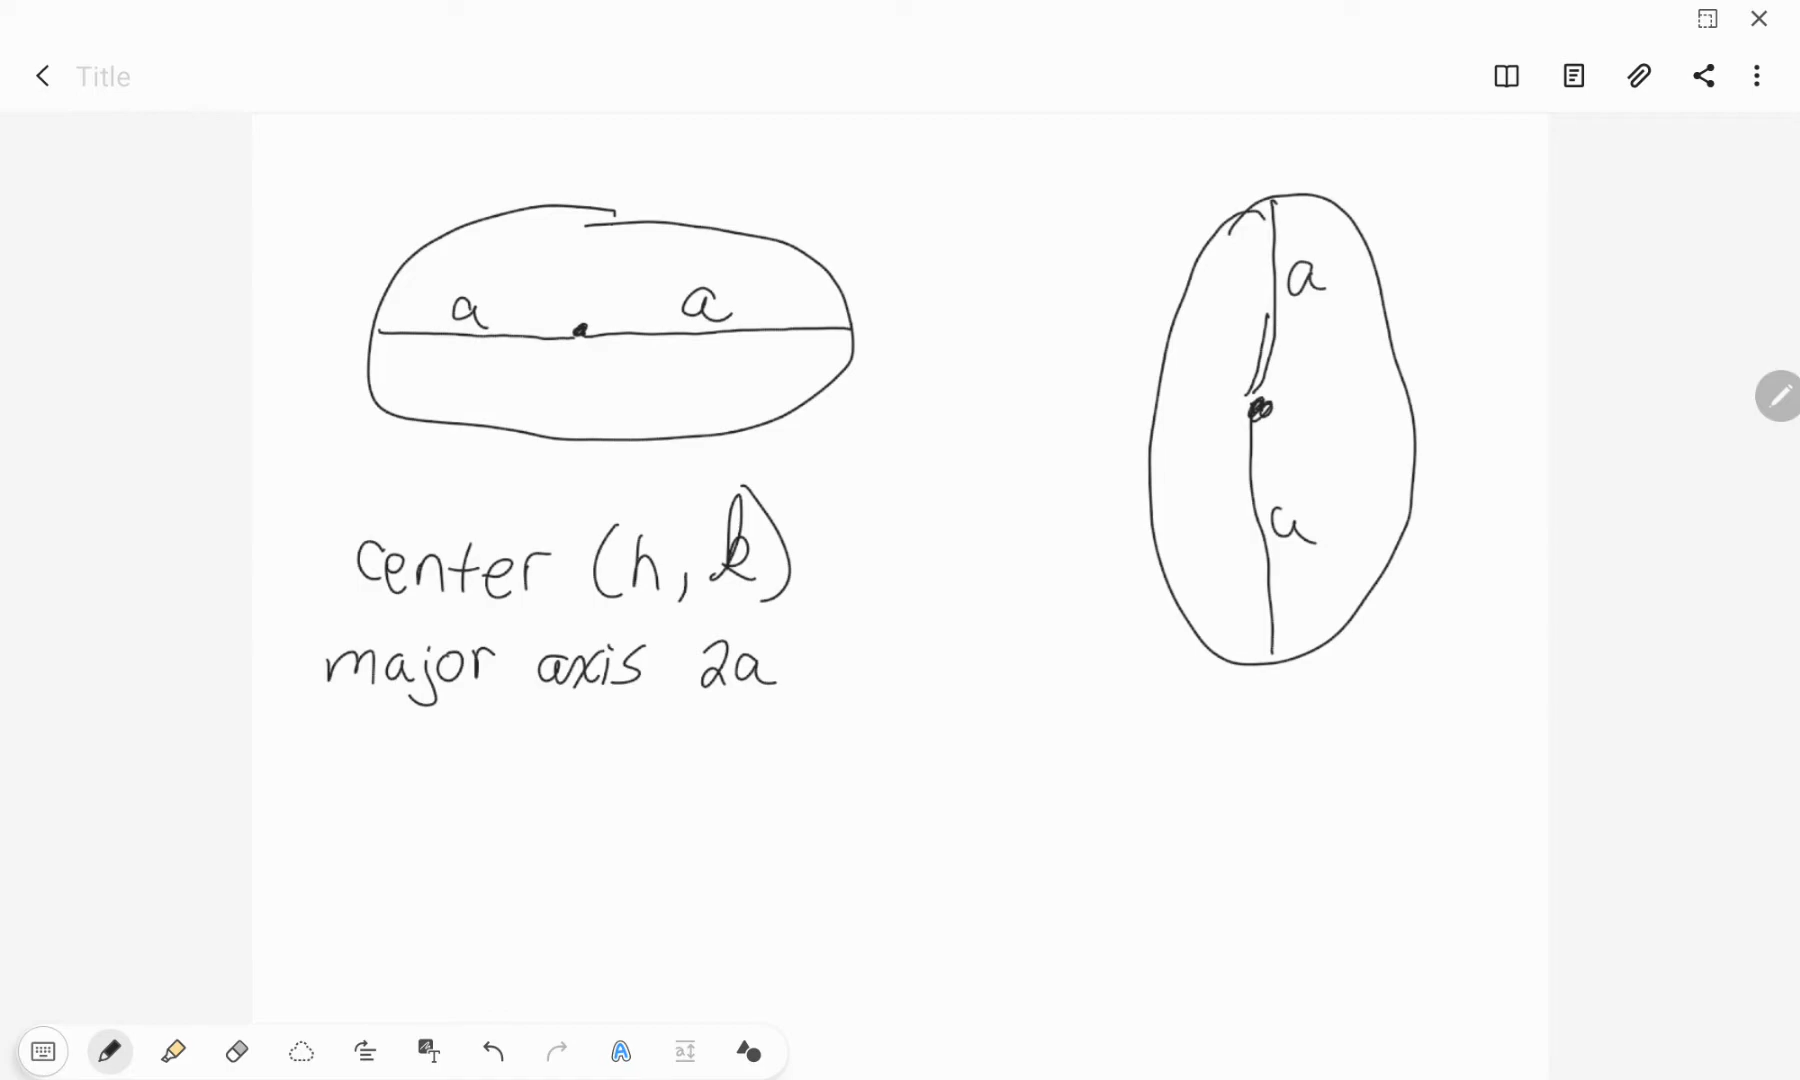 Title
a a
a
a
center (h, k)
major axis 2a